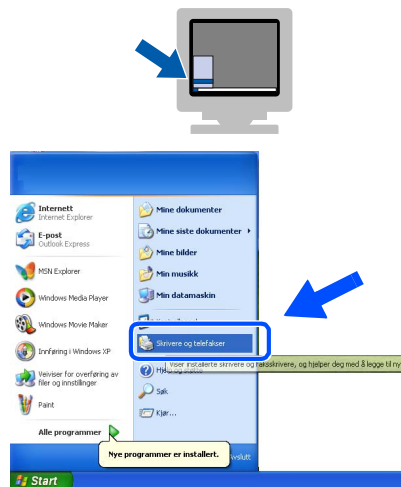 Internett
Internet Explorer
E-post
Outlook Express
MSN Explorer
Windows Media Player
Windows Movie Maker
Innføring i Windows XP
Veiviser for overføring av
filer og innstillinger
Paint
Alle programmer
Mine dokumenter
Mine siste dokumenter
Mine bilder
Min musikk
Min datamaskin
Skrivere og telefakser
Viser installerte skrivere og faksskrivere, og hjelper deg med å legge til ny
Søk
Kjør...
Nye programmer er installert.
Avslutt
Start